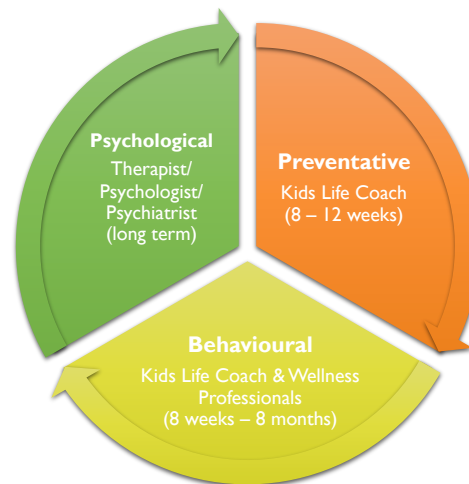 Psychological
Therapist/
Psychologist/
Psychiatrist
(long term)
Preventative
Kids Life Coach
(8 – 12 weeks)
Behavioural
Kids Life Coach & Wellness
Professionals
(8 weeks – 8 months)